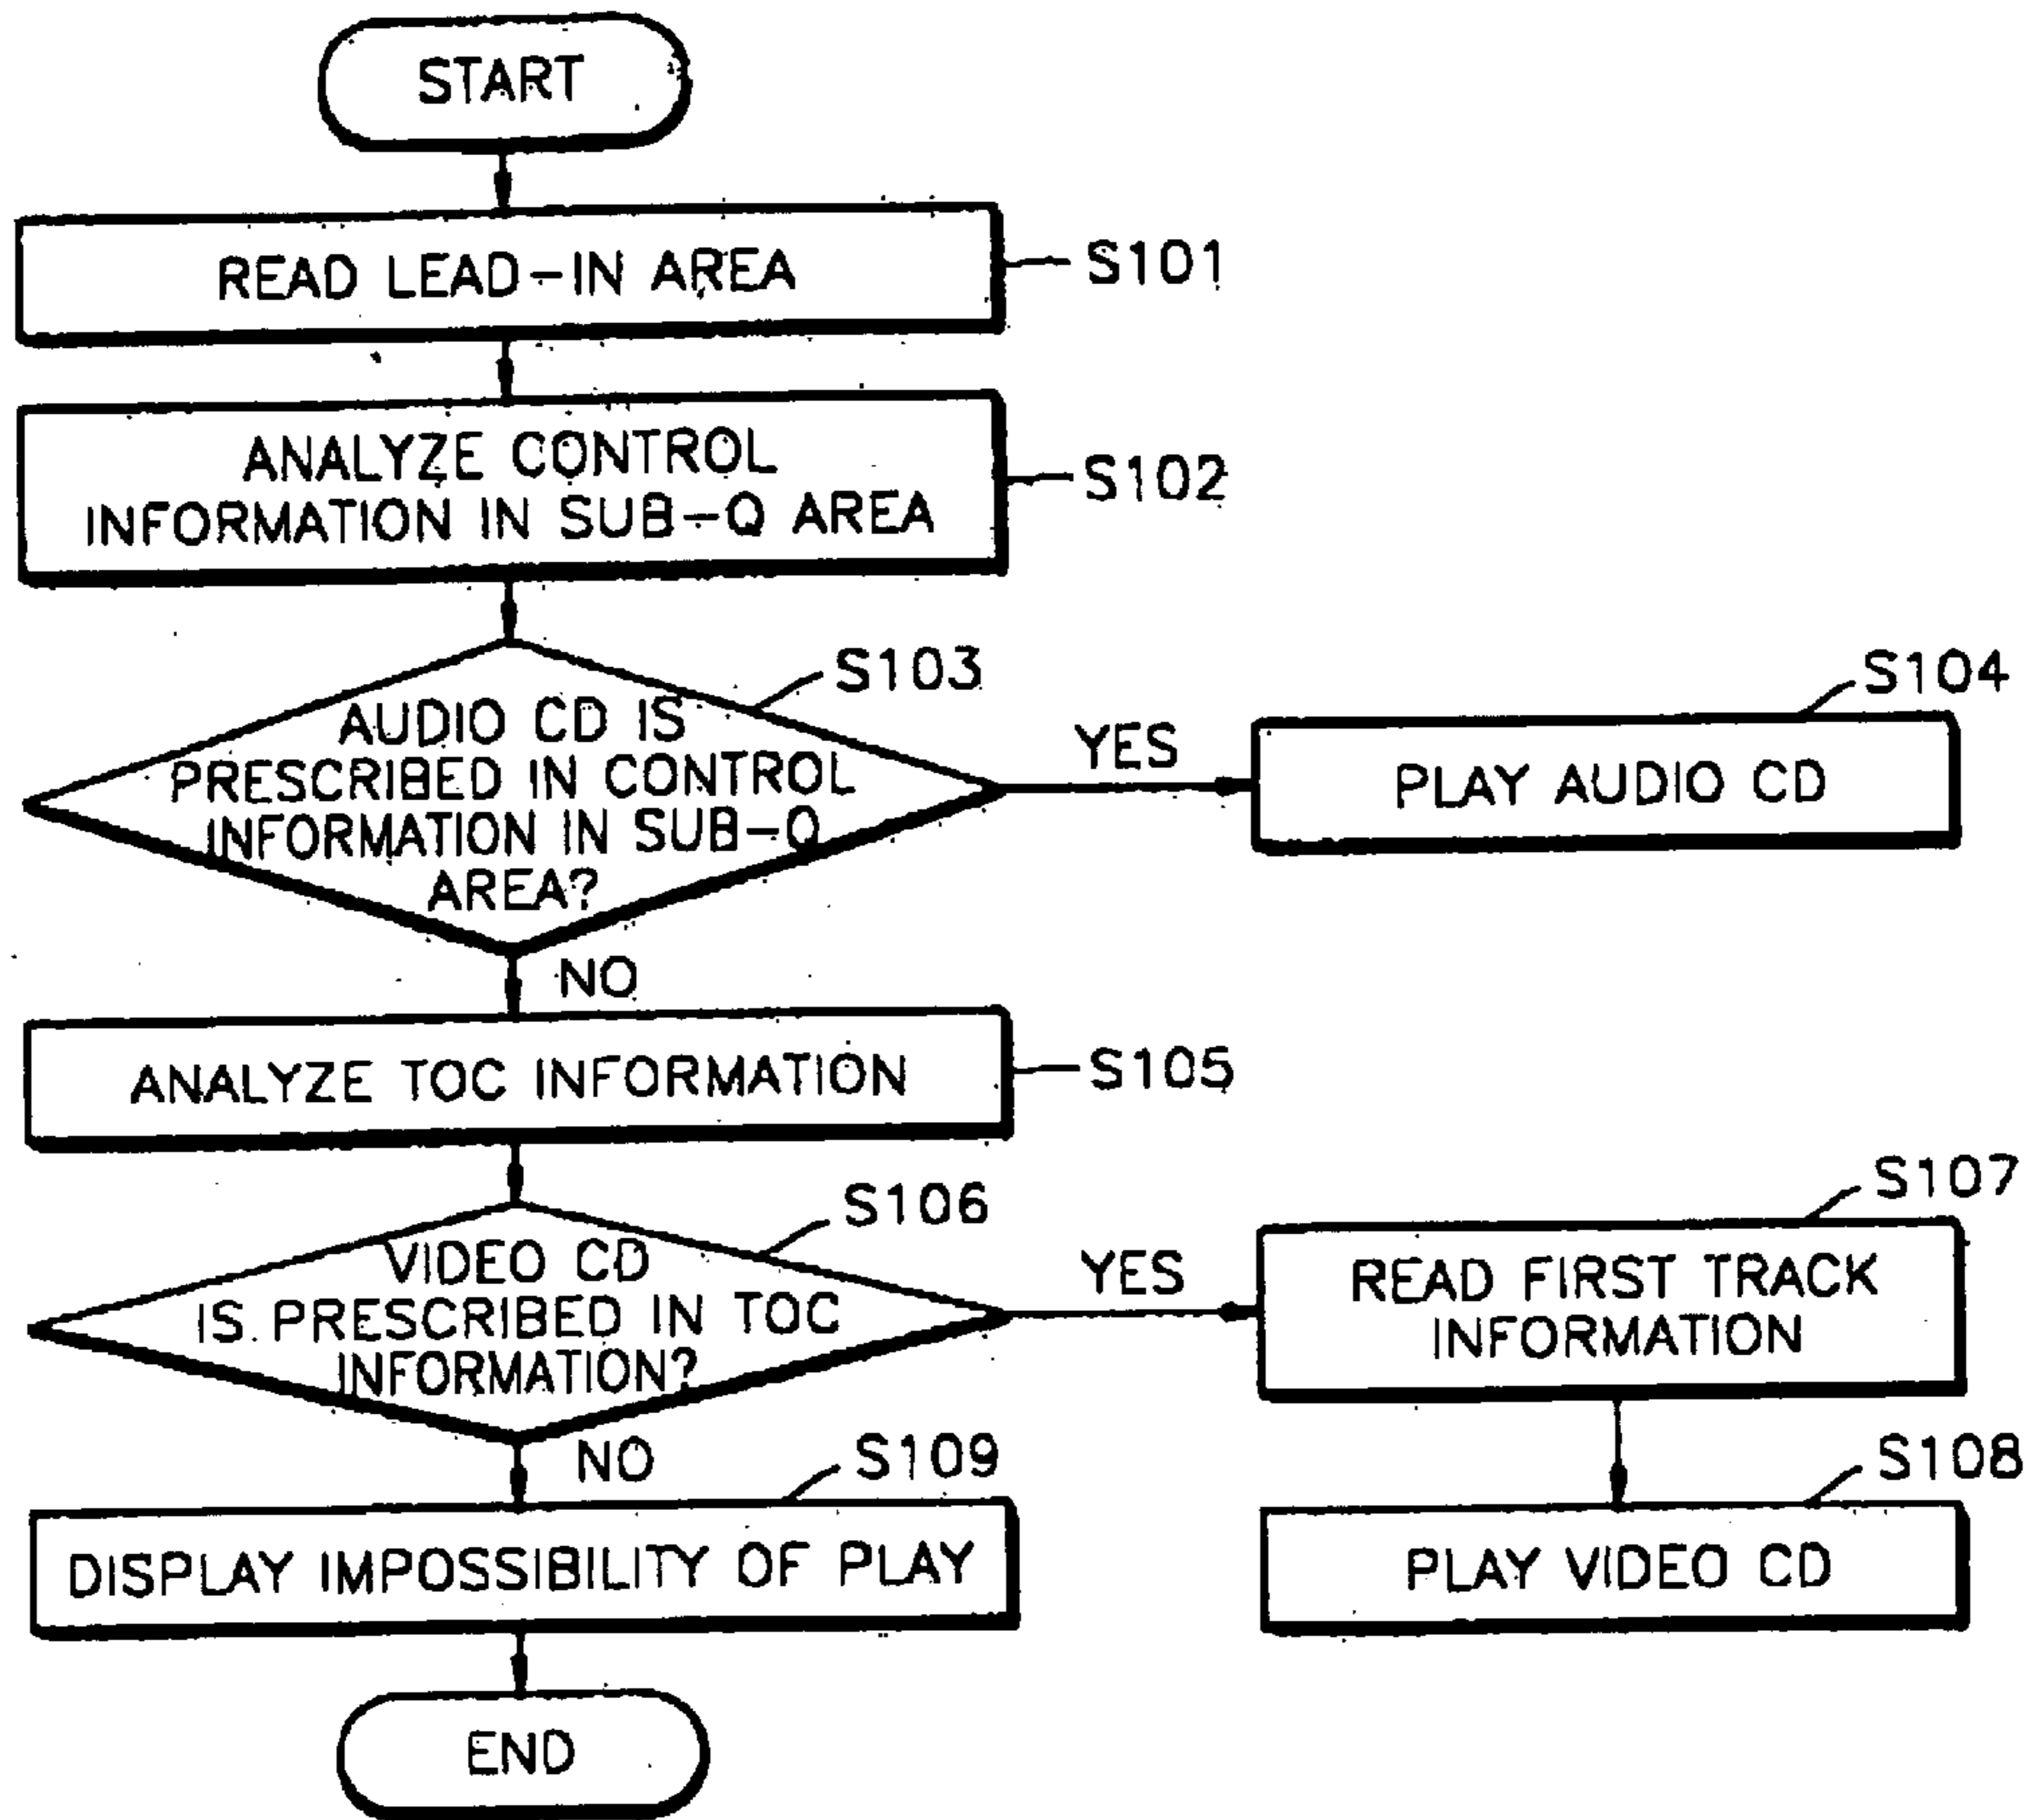 START
READ LEAD-IN AREA
S101
ANALYZE CONTROL
INFORMATION IN SUB-Q AREA
S102
S103
AUDIO CD IS
PRESCRIBED IN CONTROL
INFORMATION IN SUB-Q
AREA?
YES
S104
PLAY AUDIO CD
NO
ANALYZE TOC INFORMATION
S105
S106
VIDEO CD
IS PRESCRIBED IN TOC
INFORMATION?
YES
S107
READ FIRST TRACK
INFORMATION
S108
PLAY VIDEO CD
NO
S109
DISPLAY IMPOSSIBILITY OF PLAY
END